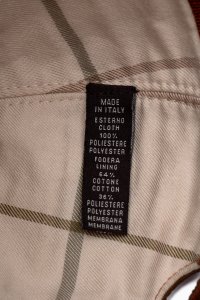 MADE
IN ITALY
ESTERNO
CLOTH
100%
POLIESTERE
POLYESTER
FODERA
LINING
64%
COTONE
COTTON
36%
POLIESTERE
POLYESTER
MEMBRANA
MEMBRANE